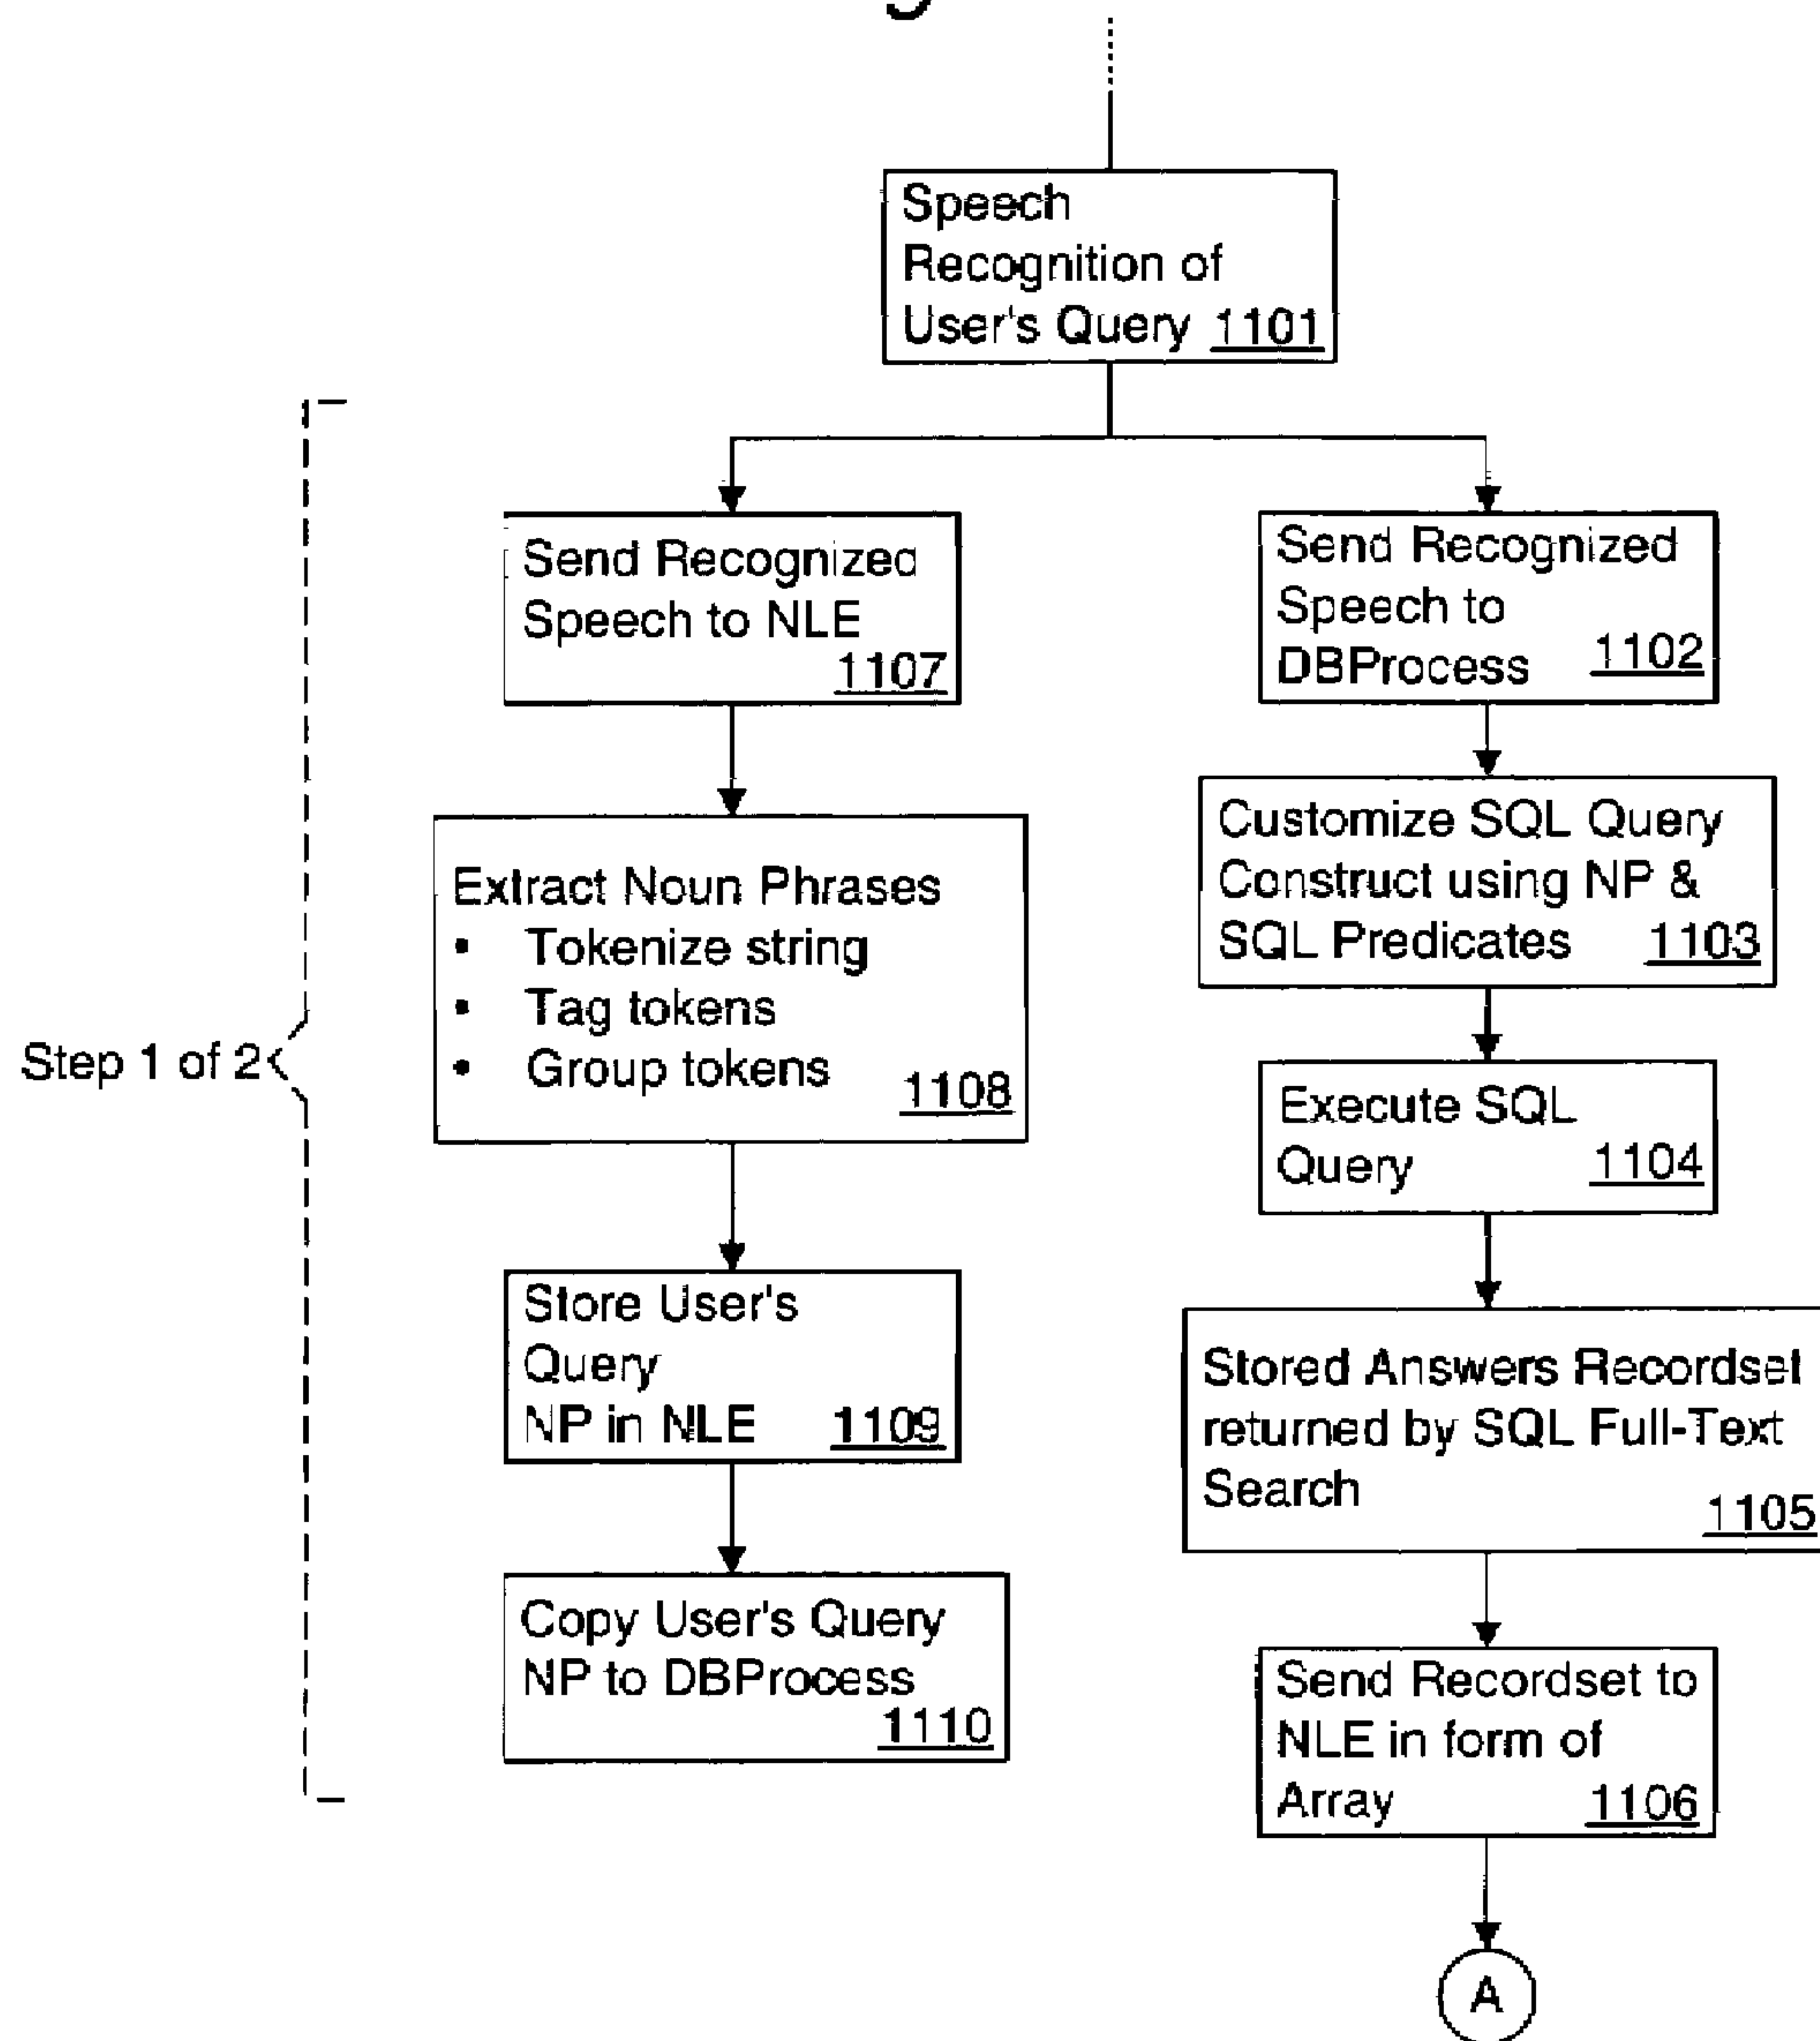 Speech
Recognition of
User's Query 1101
Send Recognized
Speech to NLE
1107
Send Recognized
Speech to
DBProcess 1102
Extract Noun Phrases
• Tokenize string
• Tag tokens
• Group tokens
1108
Customize SQL Query
Construct using NP &
SQL Predicates 1103
Step 1 of 2
Execute SQL
Query 1104
Store User's
Query
NP in NLE 1109
Stored Answers Recordset
returned by SQL Full-Text
Search
1105
Copy User's Query
NP to DBProcess
1110
Send Recordset to
NLE in form of
Array 1106
A